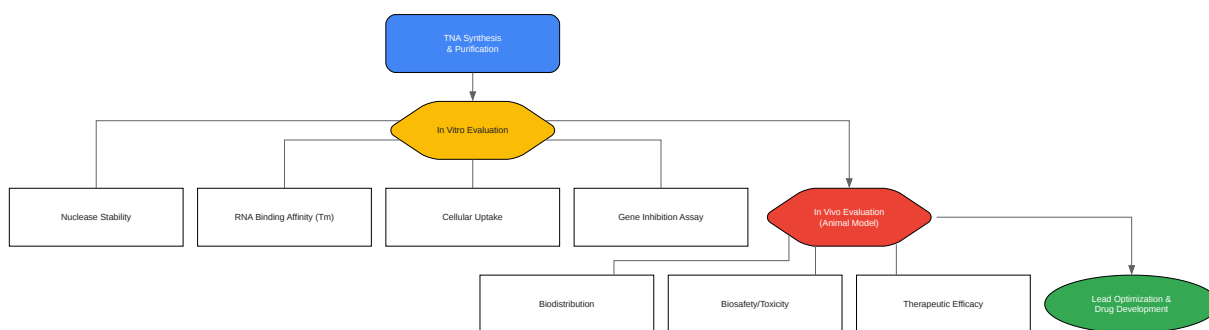 TNA Synthesis
& Purification
In Vitro Evaluation
Nuclease Stability
RNA Binding Affinity (Tm)
Cellular Uptake
Gene Inhibition Assay
In Vivo Evaluation
(Animal Model)
Biodistribution
Biosafety/Toxicity
Therapeutic Efficacy
Lead Optimization &
Drug Development